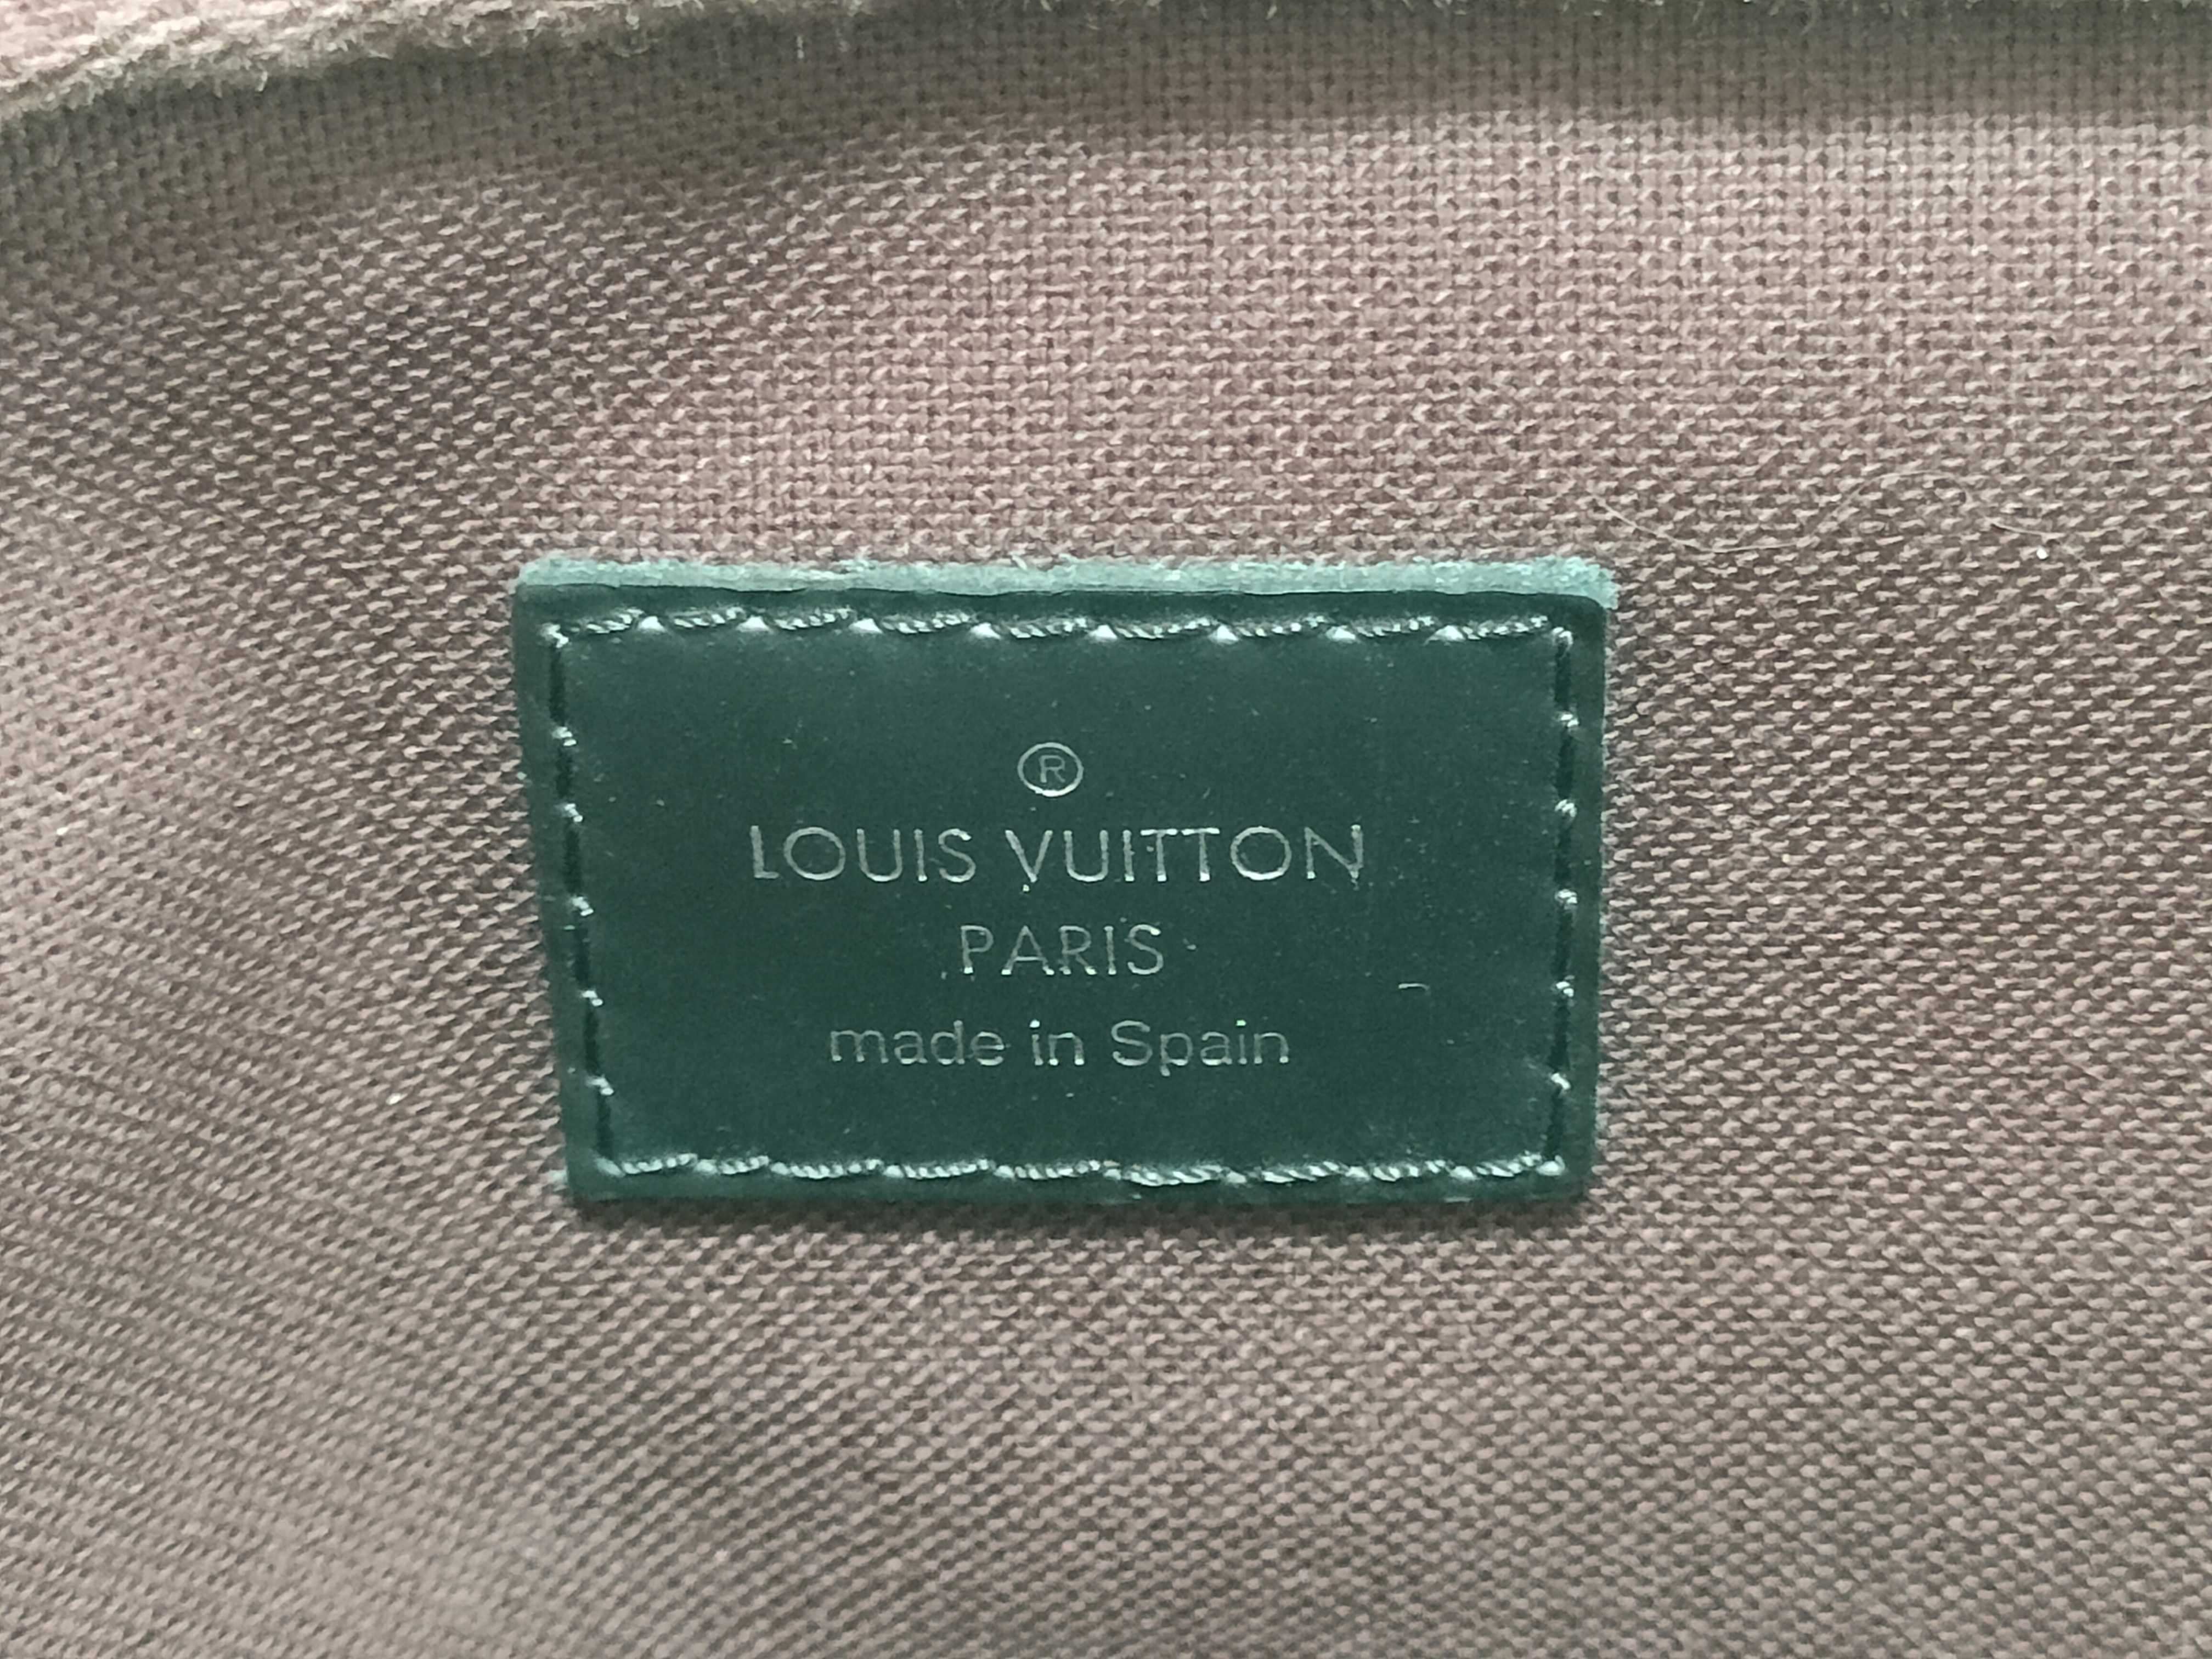 ®
LOUIS VUITTON
PARIS
made in Spain